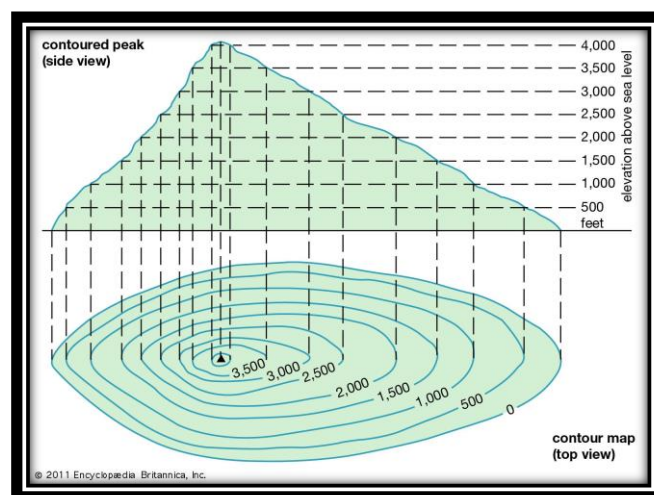 contoured peak
(side view)
4,000
3,500
3,000
2,500
2,000
1,500
1,000
500
feet
elevation above sea level
3,500
3,000
2,500
2,000
1,500
1,000
500
0
contour map
(top view)
© 2011 Encyclopædia Britannica, Inc.